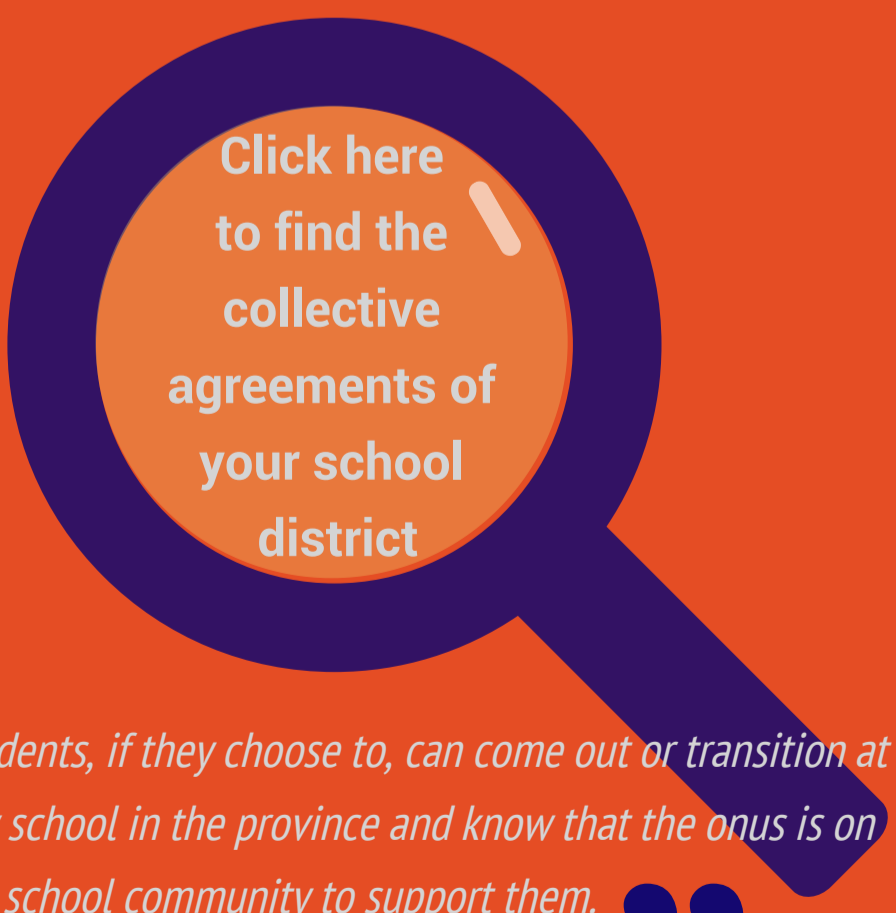 Click here
to find the
collective
agreements of
your school
district
if they choose to, can come out or transition at
school in the province and know that the onus is on
school community to support them.